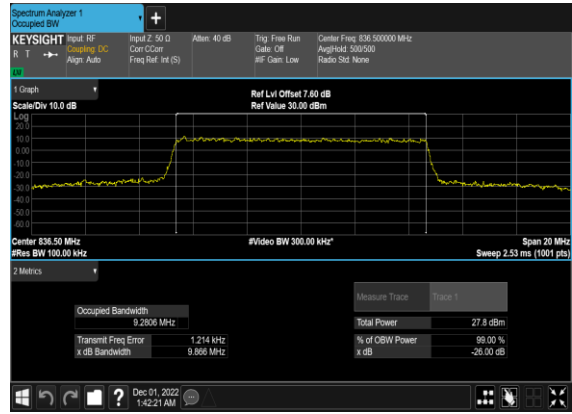 Spectrum Analyzer 1
Occupied BW
+
KEYSIGHT
R T
LW
Input: RF
Coupling: DC
Align: Auto
Input Z: 50 Ω
Corr CCorr
Freq Ref: Int (S)
Atten: 40 dB
Trig: Free Run
Gate: Off
#IF Gain: Low
Center Freq: 836.500000 MHz
Avg|Hold: 500/500
Radio Std: None
1 Graph
Scale/Div 10.0 dB
Ref Lvl Offset 7.60 dB
Ref Value 30.00 dBm
Log
20.0
10.0
0.00
-10.0
-20.0
-30.0
-40.0
-50.0
-60.0
Center 836.50 MHz
#Res BW 100.00 kHz
#Video BW 300.00 kHz*
Span 20 MHz
Sweep 2.53 ms (1001 pts)
2 Metrics
Measure Trace
Trace 1
Occupied Bandwidth
9.2806 MHz
Total Power
27.8 dBm
Transmit Freq Error
1.214 kHz
% of OBW Power
99.00 %
x dB Bandwidth
9.866 MHz
x dB
-26.00 dB
?
Dec 01, 2022
1:42:21 AM